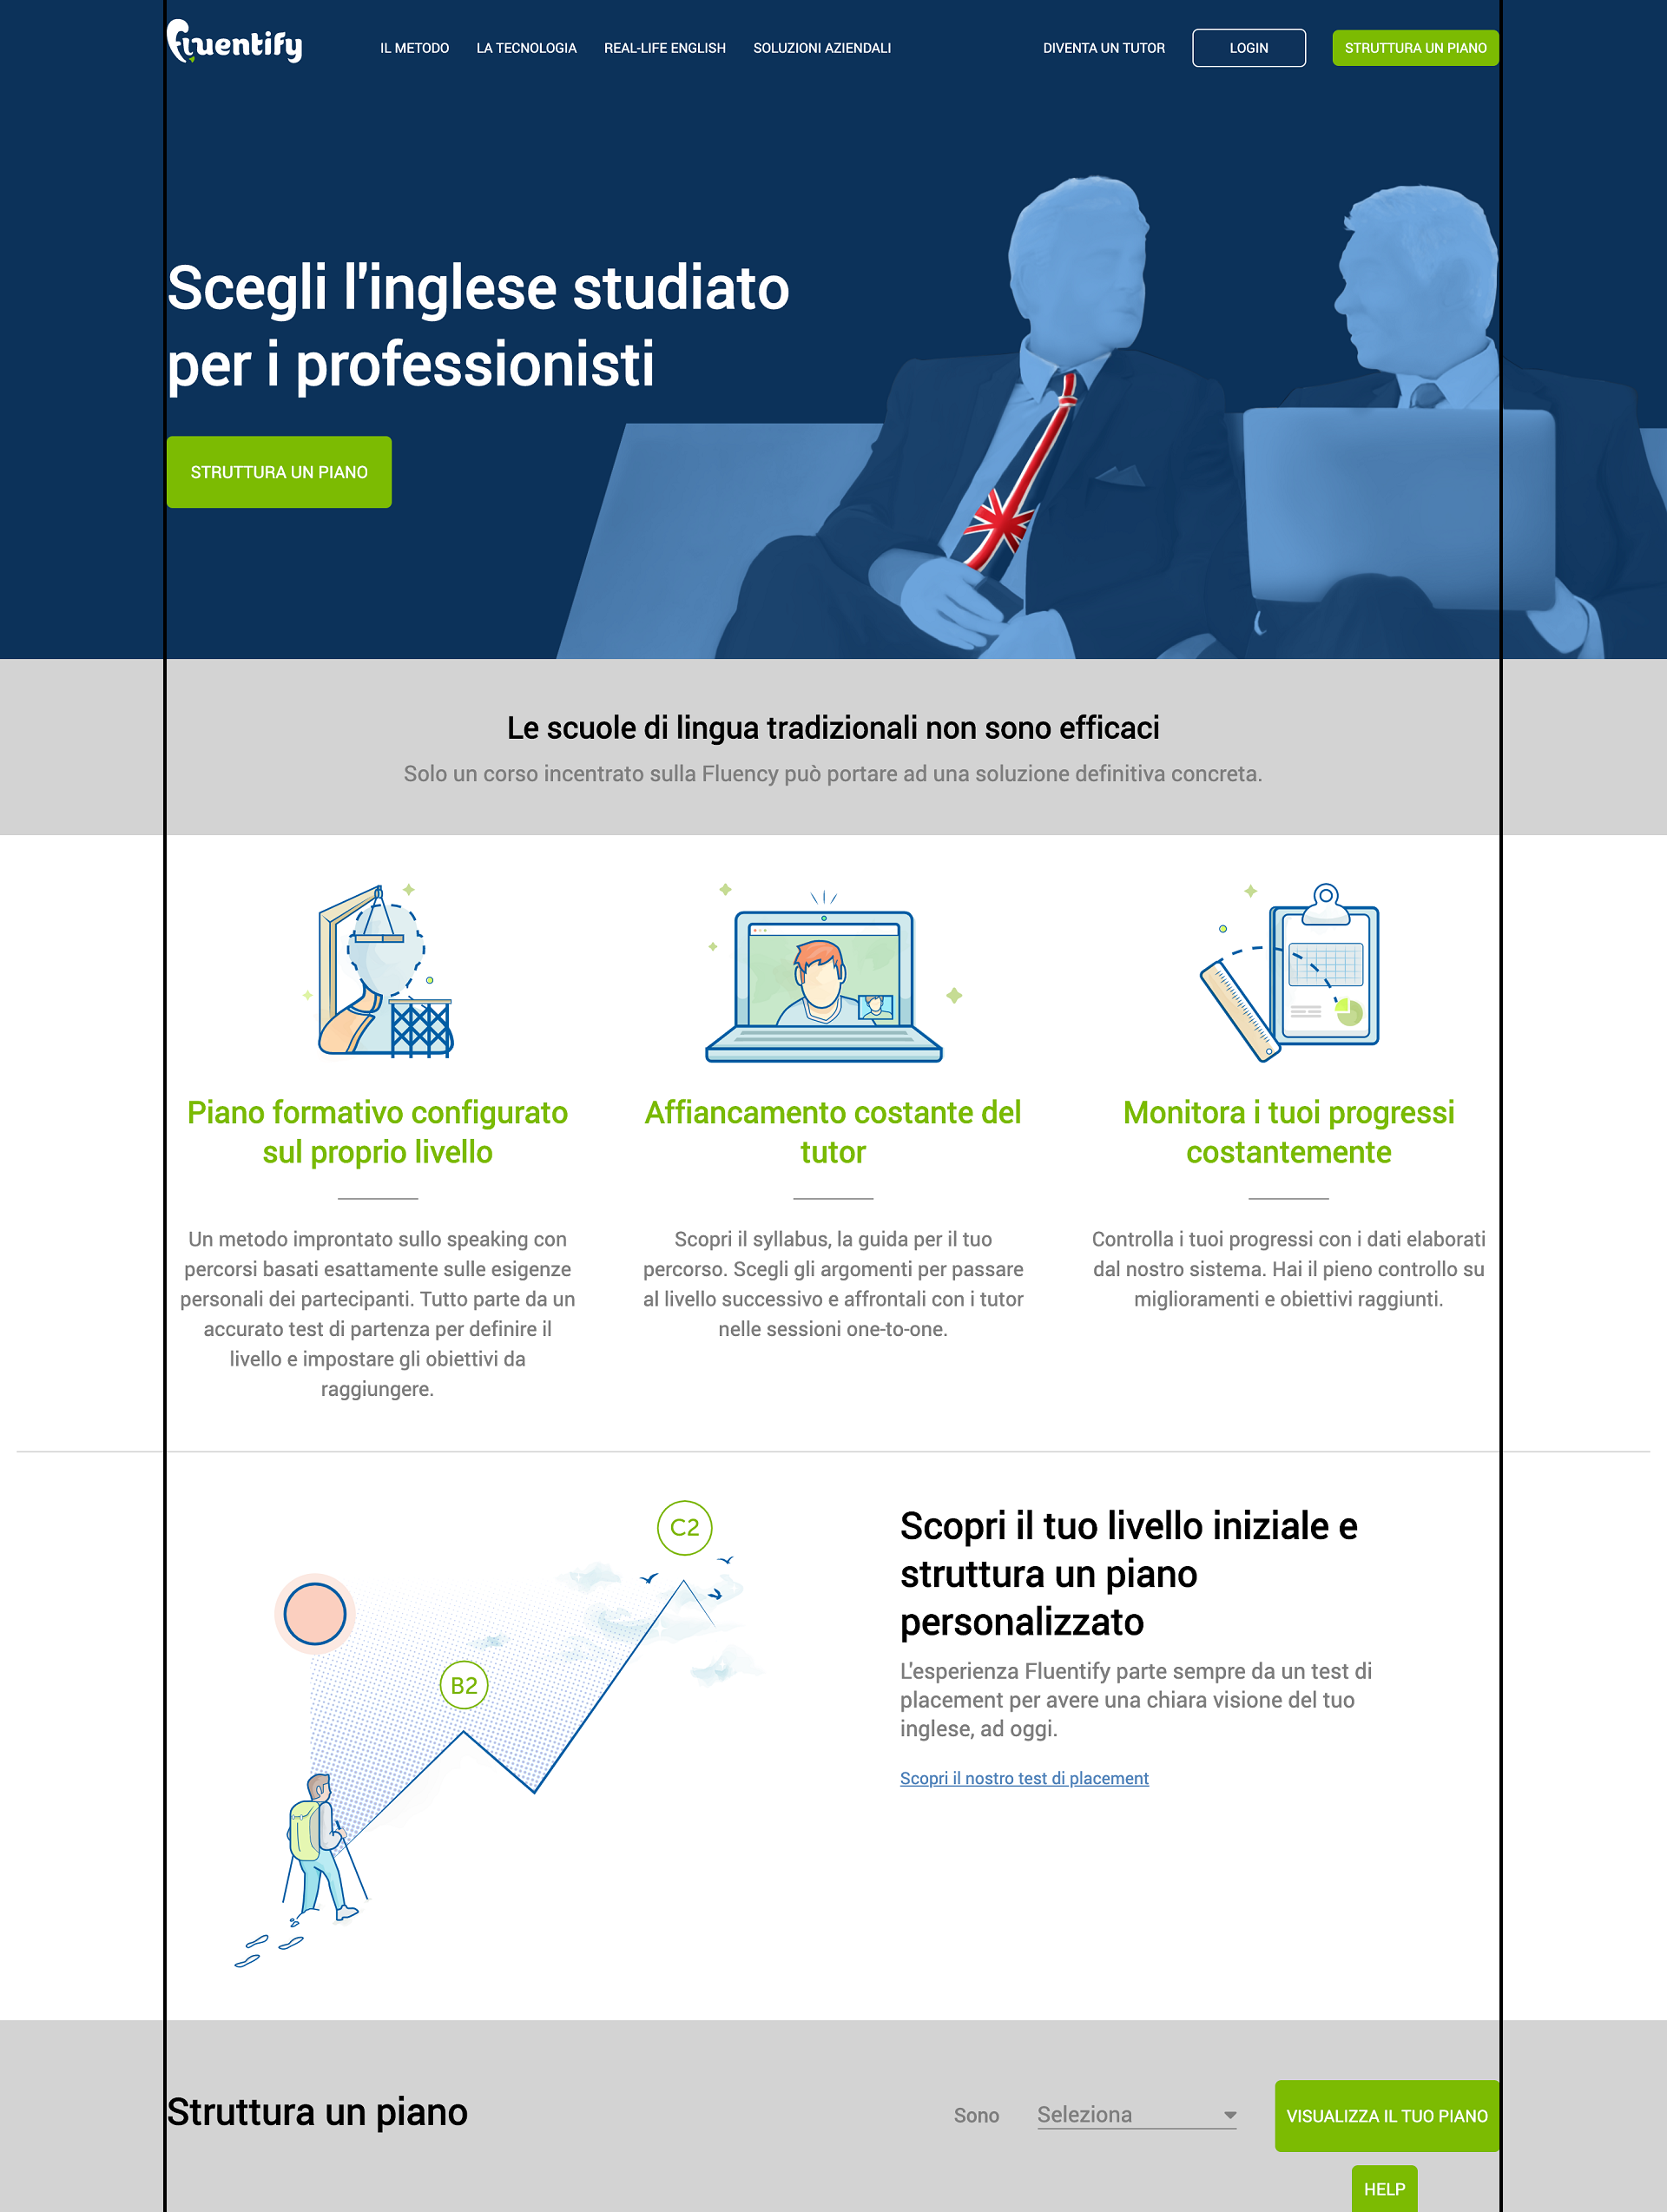 fluentify
IL METODO LA TECNOLOGIA REAL-LIFE ENGLISH SOLUZIONI AZIENDALI DIVENTA UN TUTOR LOGIN STRUTTURA UN PIANO
Scegli l'inglese studiato
per i professionisti
STRUTTURA UN PIANO
Le scuole di lingua tradizionali non sono efficaci
Solo un corso incentrato sulla Fluency può portare ad una soluzione definitiva concreta.
Piano formativo configurato
sul proprio livello
Un metodo improntato sullo speaking con
percorsi basati esattamente sulle esigenze
personali dei partecipanti. Tutto parte da un
accurato test di partenza per definire il
livello e impostare gli obiettivi da
raggiungere.
Affiancamento costante del
tutor
Scopri il syllabus, la guida per il tuo
percorso. Scegli gli argomenti per passare
al livello successivo e affrontali con i tutor
nelle sessioni one-to-one.
Monitora i tuoi progressi
costantemente
Controlla i tuoi progressi con i dati elaborati
dal nostro sistema. Hai il pieno controllo su
miglioramenti e obiettivi raggiunti.
C2
B2
Scopri il tuo livello iniziale e
struttura un piano
personalizzato
L'esperienza Fluentify parte sempre da un test di
placement per avere una chiara visione del tuo
inglese, ad oggi.
Scopri il nostro test di placement
Struttura un piano
Sono Seleziona VISUALIZZA IL TUO PIANO
HELP